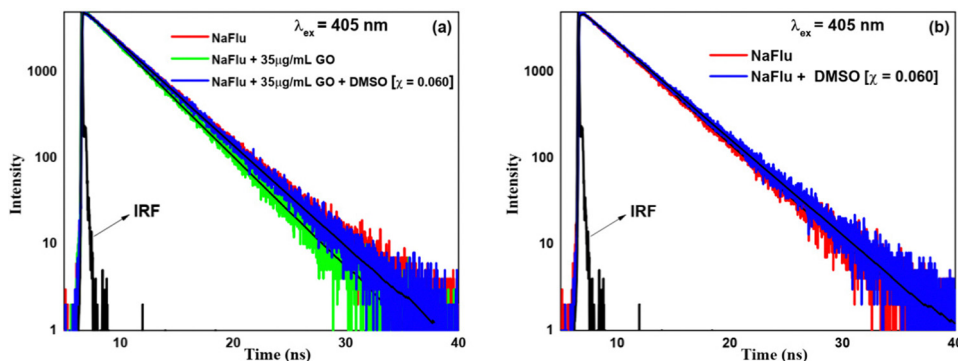 λex = 405 nm (a)
NaFlu
NaFlu + 35μg/mL GO
NaFlu + 35μg/mL GO + DMSO [χ = 0.060]
1000
100
10
1
Intensity
IRF
10 20 30 40
Time (ns)
λex = 405 nm (b)
NaFlu
NaFlu + DMSO [χ = 0.060]
1000
100
10
1
Intensity
IRF
10 20 30 40
Time (ns)